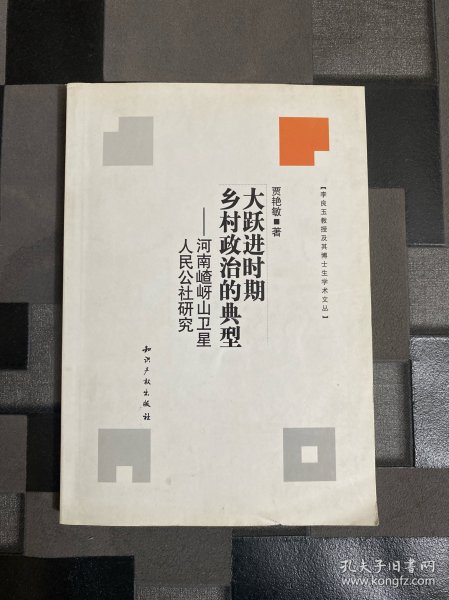 【李良玉教授及其博士生学术文丛】
贾艳敏■著
大跃进时期
乡村政治的典型
——河南嵖岈山卫星
人民公社研究
知识产权出版社
孔夫子旧书网
www.kongfz.com